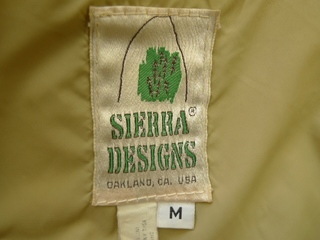 SIERRA®
DESIGNS
OAKLAND, CA. USA
M